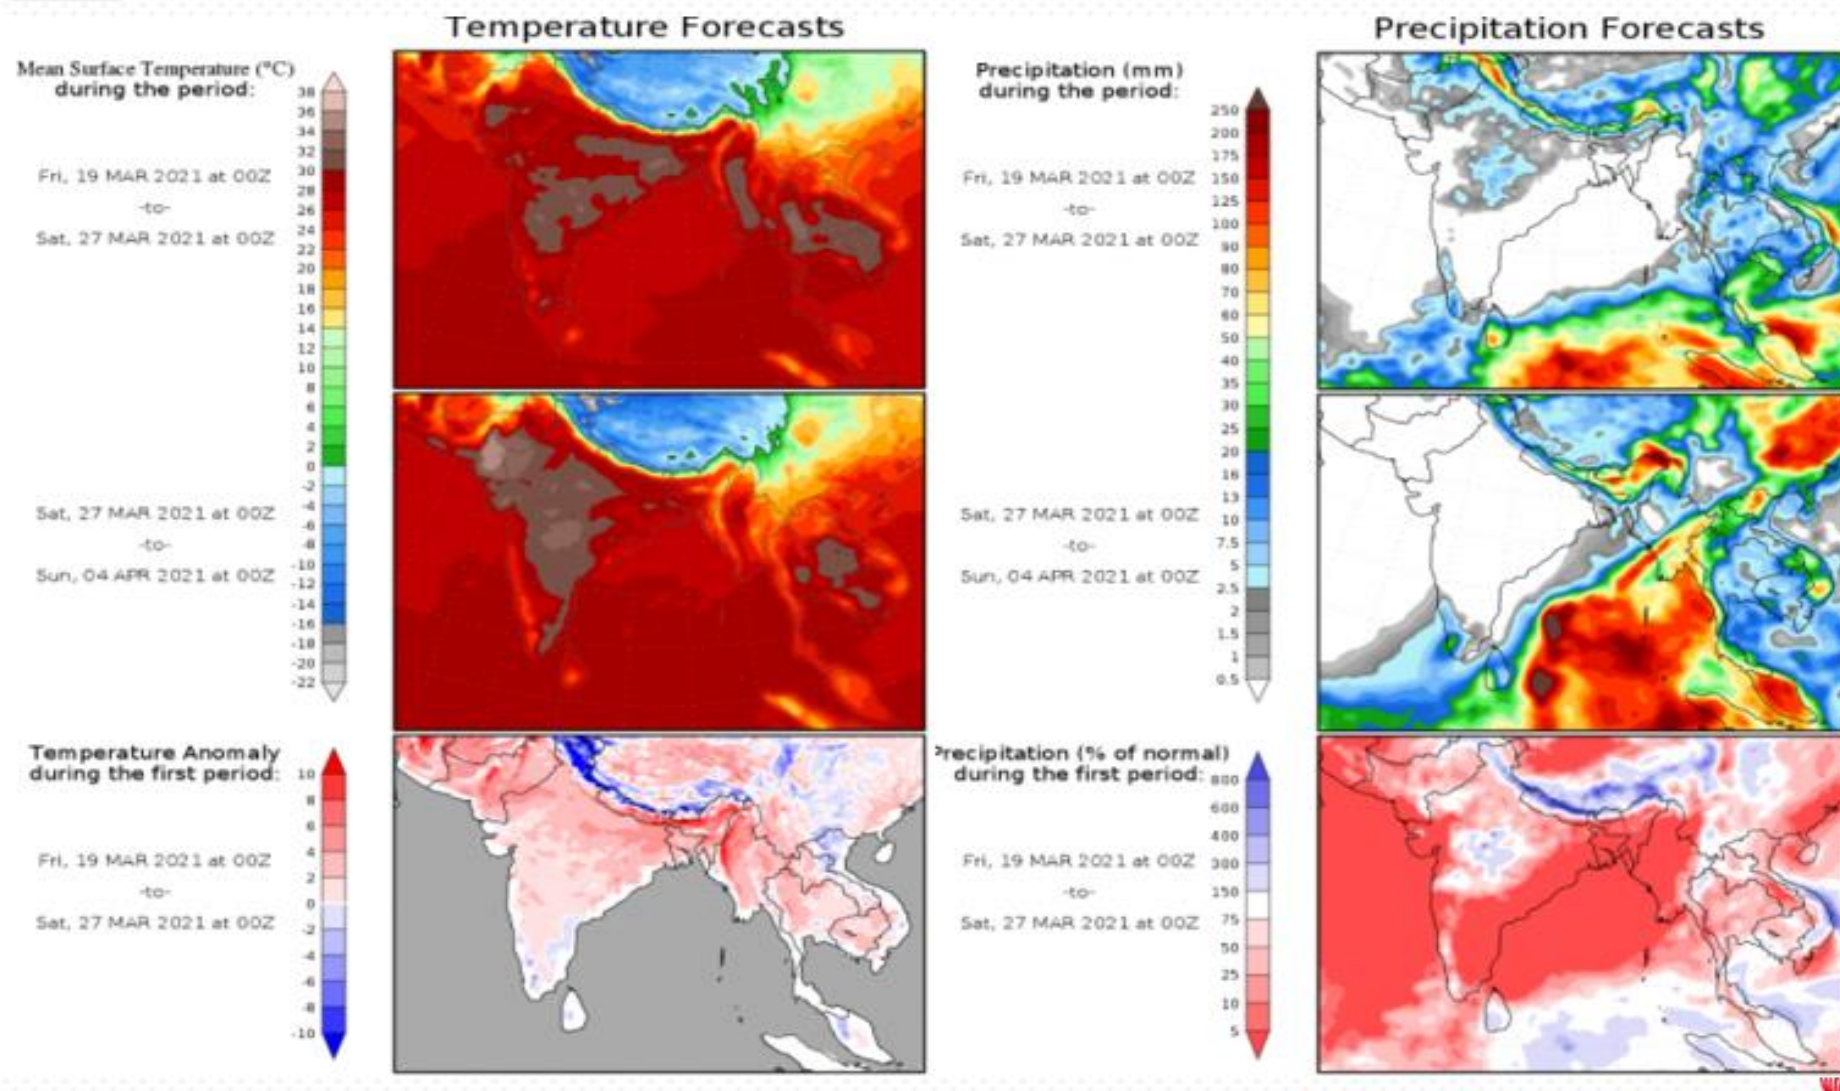 Temperature Forecasts
Precipitation Forecasts
Mean Surface Temperature (°C)
during the period:
38
36
34
32
30
28
26
24
22
20
18
16
14
12
10
8
6
4
2
0
-2
-4
-6
-8
-10
-12
-14
-16
-18
-20
-22
Fri, 19 MAR 2021 at 00Z
-to-
Sat, 27 MAR 2021 at 00Z
Sat, 27 MAR 2021 at 00Z
-to-
Sun, 04 APR 2021 at 00Z
Precipitation (mm)
during the period:
250
200
175
150
125
100
90
80
70
60
50
40
35
30
25
20
16
13
10
7.5
5
2.5
2
1.5
1
0.5
Fri, 19 MAR 2021 at 00Z
-to-
Sat, 27 MAR 2021 at 00Z
Sat, 27 MAR 2021 at 00Z
-to-
Sun, 04 APR 2021 at 00Z
Temperature Anomaly
during the first period:
10
8
6
4
2
0
-2
-4
-6
-8
-10
Fri, 19 MAR 2021 at 00Z
-to-
Sat, 27 MAR 2021 at 00Z
Precipitation (% of normal)
during the first period:
800
600
400
300
150
75
50
25
10
5
Fri, 19 MAR 2021 at 00Z
-to-
Sat, 27 MAR 2021 at 00Z